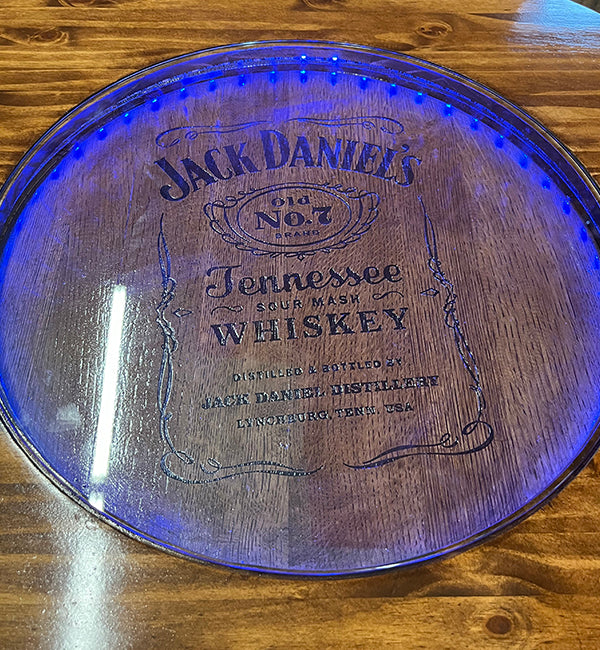 JACK DANIEL'S
Old
No.7
BRAND
Tennessee
SOUR MASH
WHISKEY
DISTILLED & BOTTLED BY
JACK DANIEL DISTILLERY
LYNCHBURG, TENN. USA